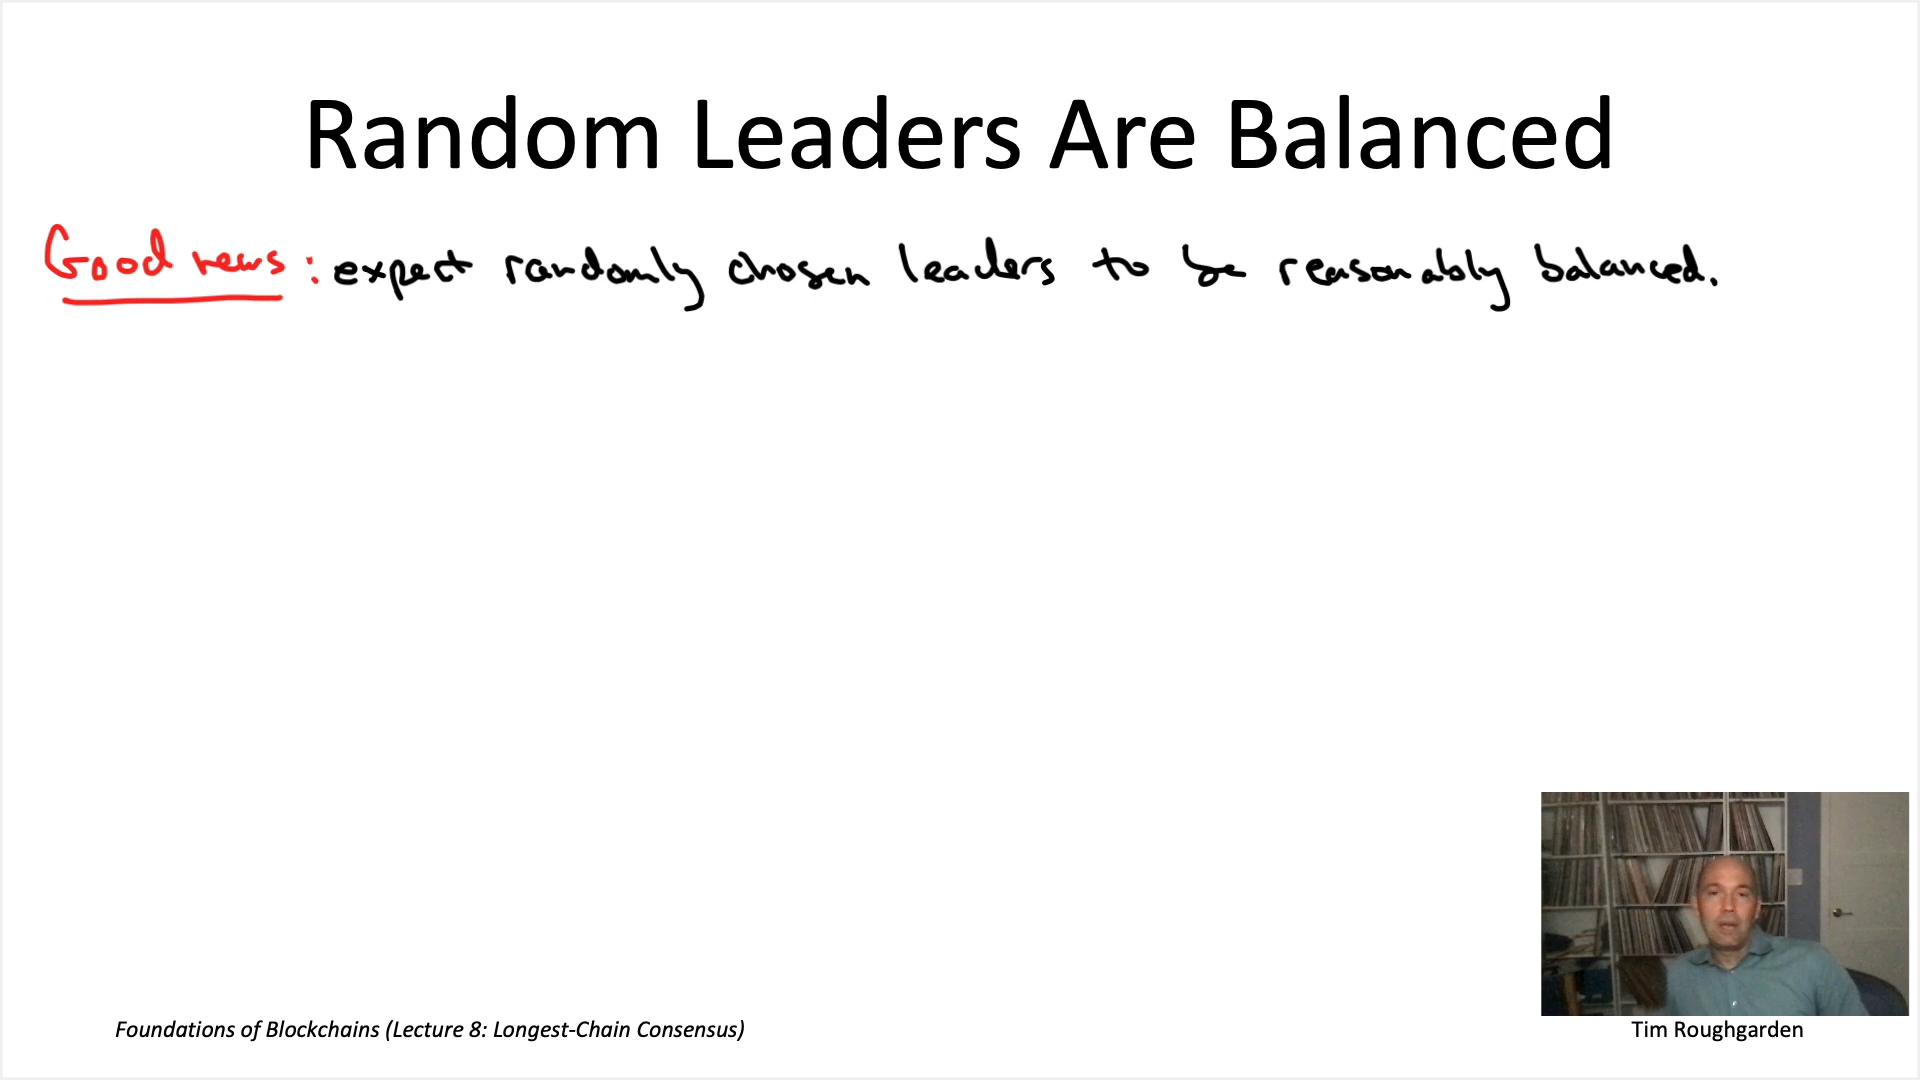 Random Leaders Are Balanced
Good news: expect randomly chosen leaders to be reasonably balanced.
Foundations of Blockchains (Lecture 8: Longest-Chain Consensus)
Tim Roughgarden